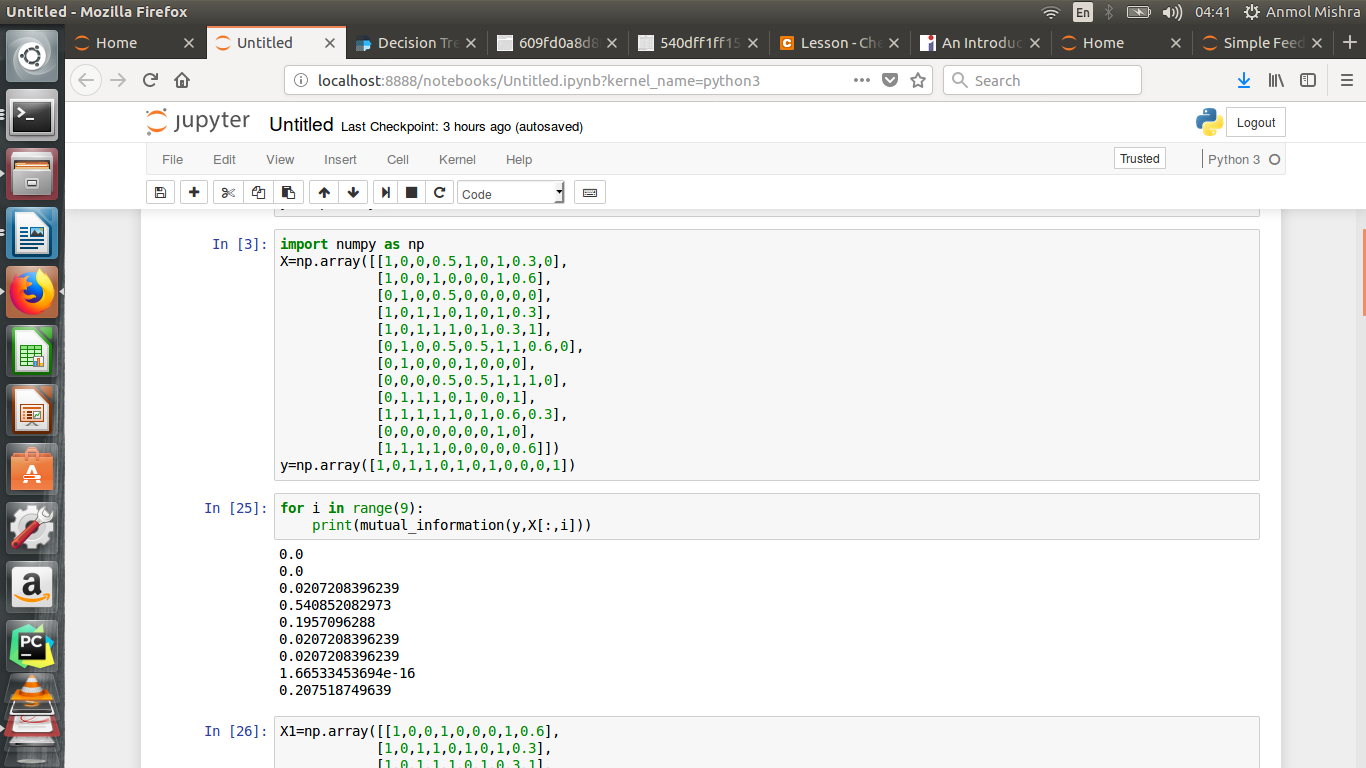 Untitled - Mozilla Firefox
En
04:41
Anmol Mishra
Home
Untitled
Decision Tre
609fd0a8d8
540dff1ff15
Lesson - Che
An Introduc
Home
Simple Feed
localhost:8888/notebooks/Untitled.ipynb?kernel_name=python3
Search
jupyter
Untitled
Last Checkpoint: 3 hours ago (autosaved)
Logout
File Edit View Insert Cell Kernel Help
Trusted
Python 3
Code
In [3]:
import numpy as np
X=np.array([[1,0,0,0.5,1,0,1,0.3,0],
[1,0,0,1,0,0,0,1,0.6],
[0,1,0,0.5,0,0,0,0,0],
[1,0,1,1,0,1,0,1,0.3],
[1,0,1,1,1,0,1,0.3,1],
[0,1,0,0.5,0.5,1,1,0.6,0],
[0,1,0,0,0,1,0,0,0],
[0,0,0,0.5,0.5,1,1,1,0],
[0,1,1,1,0,1,0,0,1],
[1,1,1,1,1,0,1,0.6,0.3],
[0,0,0,0,0,0,0,1,0],
[1,1,1,1,0,0,0,0,0.6]])
y=np.array([1,0,1,1,0,1,0,1,0,0,0,1])
In [25]:
for i in range(9):
print(mutual_information(y,X[:,i]))
0.0
0.0
0.0207208396239
0.540852082973
0.1957096288
0.0207208396239
0.0207208396239
1.66533453694e-16
0.207518749639
In [26]:
X1=np.array([[1,0,0,1,0,0,0,1,0.6],
[1,0,1,1,0,1,0,1,0.3],
[1,0,1,1,1,0,1,0.3,1],
PC